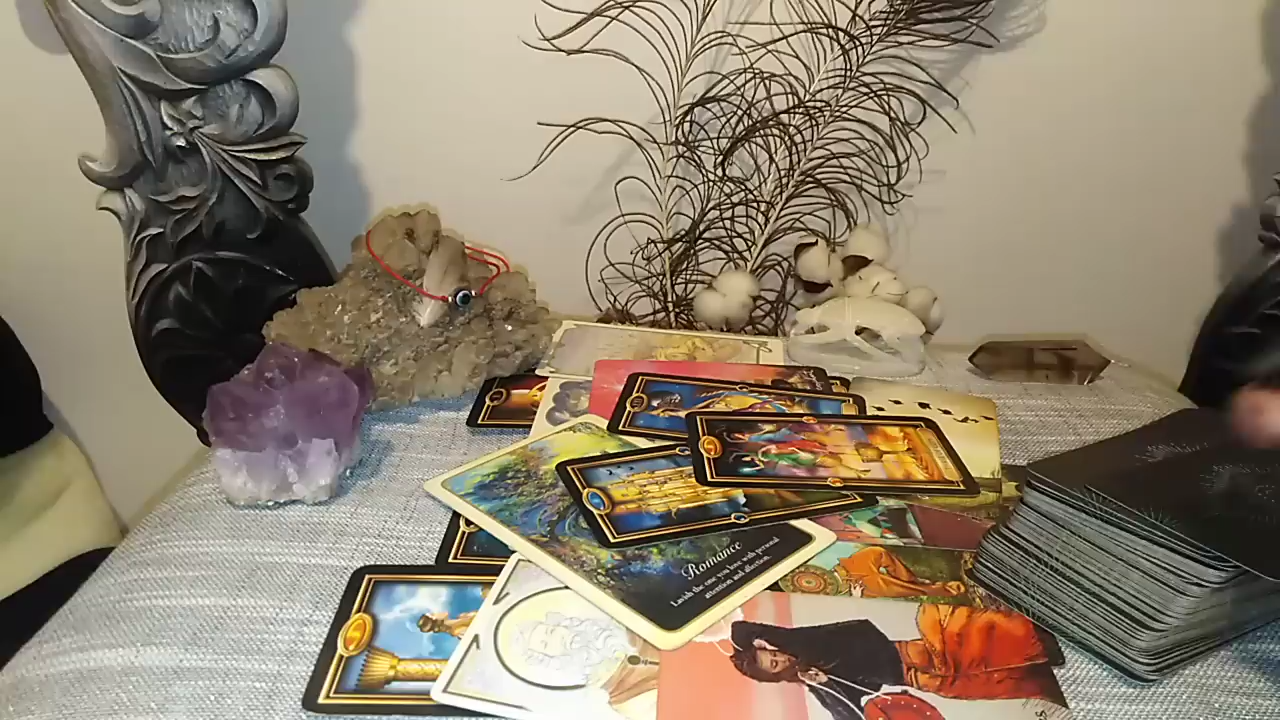 Romance
Lavish the one you love with personal
attention and affection.